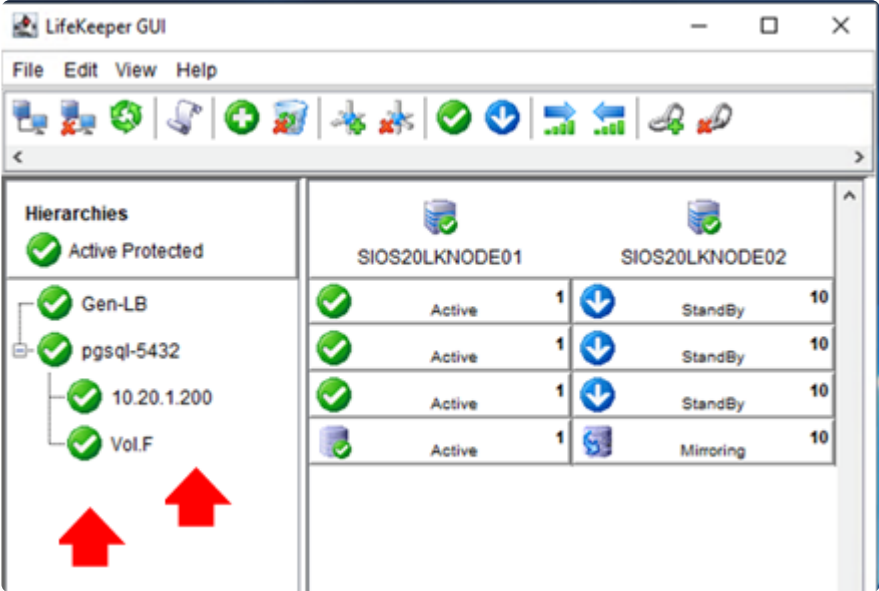 LifeKeeper GUI
File Edit View Help
Hierarchies
Active Protected
SIOS20LKNODE01 SIOS20LKNODE02
Gen-LB Active 1 StandBy 10
pgsql-5432 Active 1 StandBy 10
10.20.1.200 Active 1 StandBy 10
Vol.F Active 1 Mirroring 10